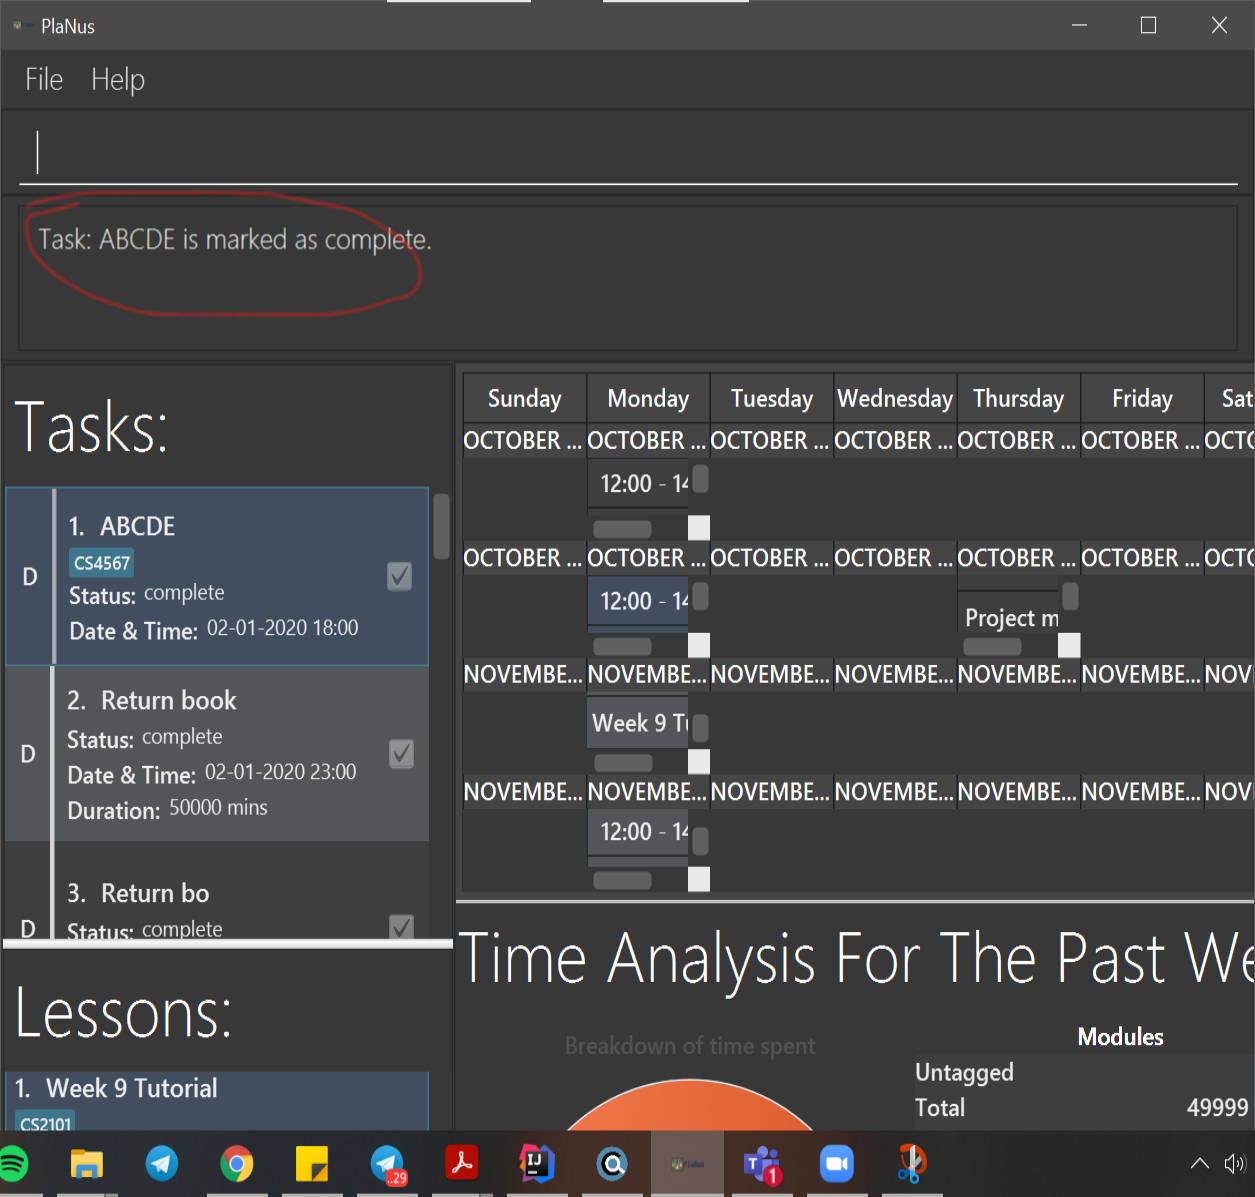 PlaNus
File Help
Task: ABCDE is marked as complete.
Tasks:
D
1. ABCDE
CS4567
Status: complete
Date & Time: 02-01-2020 18:00
D
2. Return book
Status: complete
Date & Time: 02-01-2020 23:00
Duration: 50000 mins
D
3. Return bo
Status: complete
Lessons:
1. Week 9 Tutorial
CS2101
Sunday Monday Tuesday Wednesday Thursday Friday Sat
OCTOBER ... OCTOBER ... OCTOBER ... OCTOBER ... OCTOBER ... OCTOBER ... OCTO
12:00 - 14
OCTOBER ... OCTOBER ... OCTOBER ... OCTOBER ... OCTOBER ... OCTOBER ... OCTO
12:00 - 14
Project m
NOVEMBE... NOVEMBE... NOVEMBE... NOVEMBE... NOVEMBE... NOVEMBE... NOV
Week 9 Tu
NOVEMBE... NOVEMBE... NOVEMBE... NOVEMBE... NOVEMBE... NOVEMBE... NOV
12:00 - 14
Time Analysis For The Past We
Breakdown of time spent
Modules
Untagged
Total 49999
..29
IJ
T
1